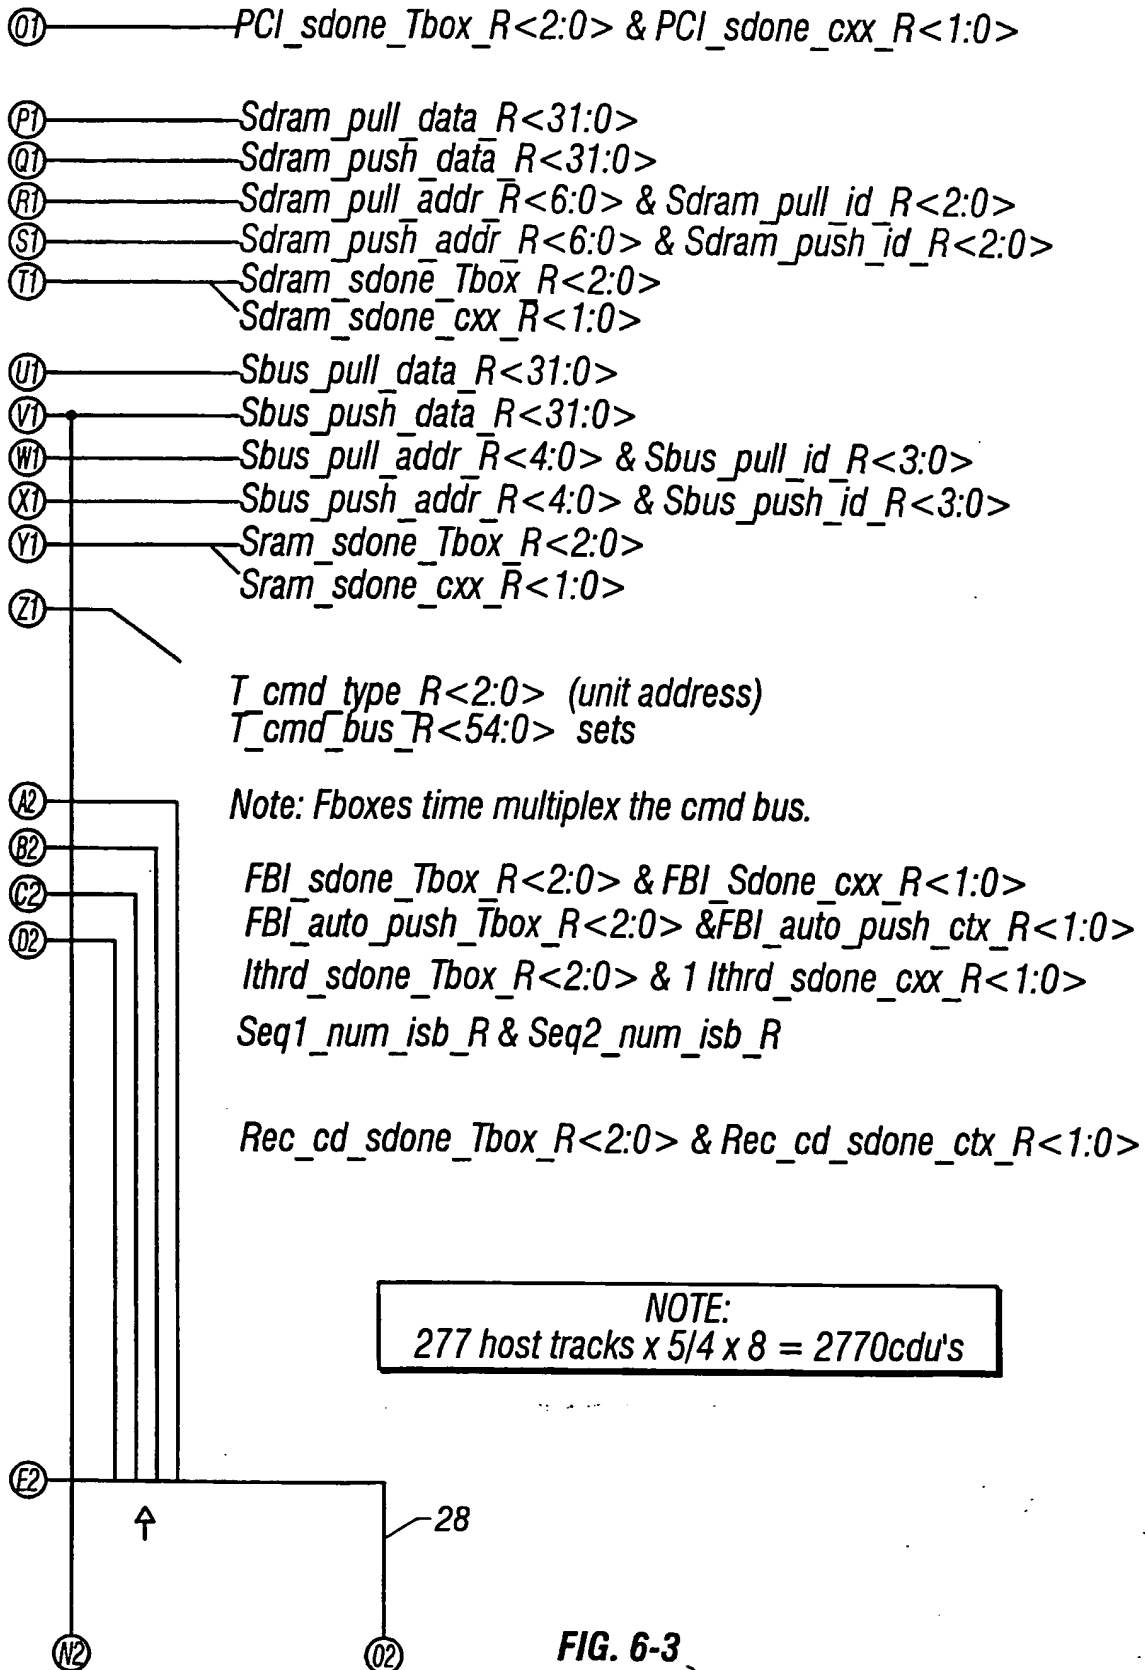 O1 PCI_sdone_Tbox_R<2:0> & PCI_sdone_cxx_R<1:0>
P1 Sdram_pull_data_R<31:0>
Q1 Sdram_push_data_R<31:0>
R1 Sdram_pull_addr_R<6:0> & Sdram_pull_id_R<2:0>
S1 Sdram_push_addr_R<6:0> & Sdram_push_id_R<2:0>
T1 Sdram_sdone_Tbox_R<2:0>
Sdram_sdone_cxx_R<1:0>
U1 Sbus_pull_data_R<31:0>
V1 Sbus_push_data_R<31:0>
W1 Sbus_pull_addr_R<4:0> & Sbus_pull_id_R<3:0>
X1 Sbus_push_addr_R<4:0> & Sbus_push_id_R<3:0>
Y1 Sram_sdone_Tbox_R<2:0>
Sram_sdone_cxx_R<1:0>
Z1
T_cmd_type_R<2:0> (unit address)
T_cmd_bus_R<54:0> sets
A2 Note: Fboxes time multiplex the cmd bus.
B2
C2 FBI_sdone_Tbox_R<2:0> & FBI_Sdone_cxx_R<1:0>
D2 FBI_auto_push_Tbox_R<2:0> &FBI_auto_push_ctx_R<1:0>
Ithrd_sdone_Tbox_R<2:0> & 1 Ithrd_sdone_cxx_R<1:0>
Seq1_num_isb_R & Seq2_num_isb_R
Rec_cd_sdone_Tbox_R<2:0> & Rec_cd_sdone_ctx_R<1:0>
NOTE:
277 host tracks x 5/4 x 8 = 2770cdu's
E2
28
N2 O2 FIG. 6-3